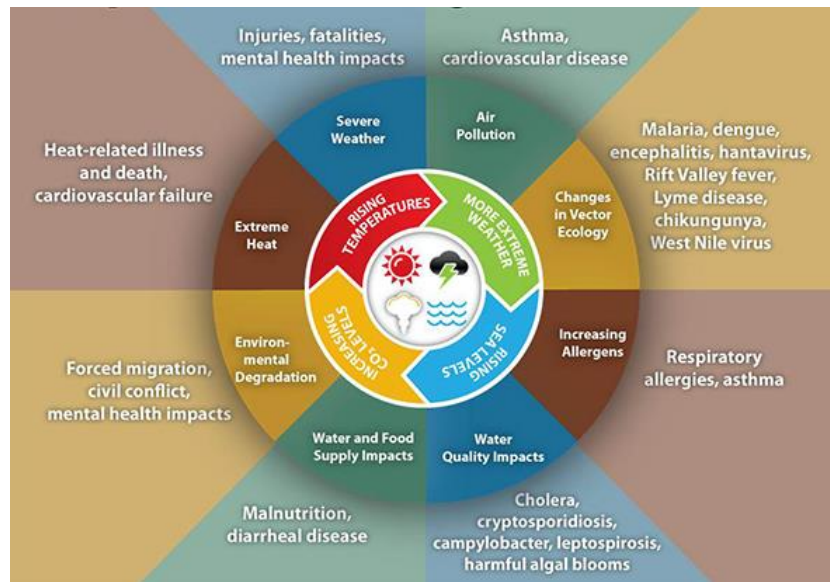 Injuries, fatalities,
mental health impacts
Asthma,
cardiovascular disease
Severe
Weather
Air
Pollution
Heat-related illness
and death,
cardiovascular failure
Malaria, dengue,
encephalitis, hantavirus,
Rift Valley fever,
Lyme disease,
chikungunya,
West Nile virus
Extreme
Heat
RISING
TEMPERATURES
MORE EXTREME
WEATHER
Changes
in Vector
Ecology
Environ-
mental
Degradation
INCREASING
CO₂ LEVELS
RISING
SEA LEVELS
Increasing
Allergens
Forced migration,
civil conflict,
mental health impacts
Respiratory
allergies, asthma
Water and Food
Supply Impacts
Water
Quality Impacts
Malnutrition,
diarrheal disease
Cholera,
cryptosporidiosis,
campylobacter, leptospirosis,
harmful algal blooms